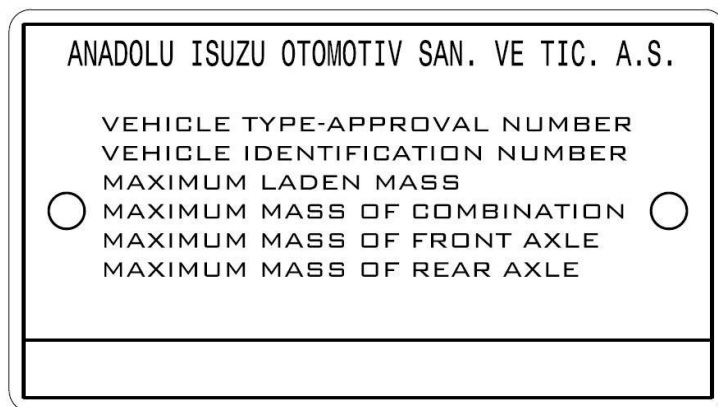 ANADOLU ISUZU OTOMOTIV SAN. VE TIC. A.S.
VEHICLE TYPE-APPROVAL NUMBER
VEHICLE IDENTIFICATION NUMBER
MAXIMUM LADEN MASS
MAXIMUM MASS OF COMBINATION
MAXIMUM MASS OF FRONT AXLE
MAXIMUM MASS OF REAR AXLE